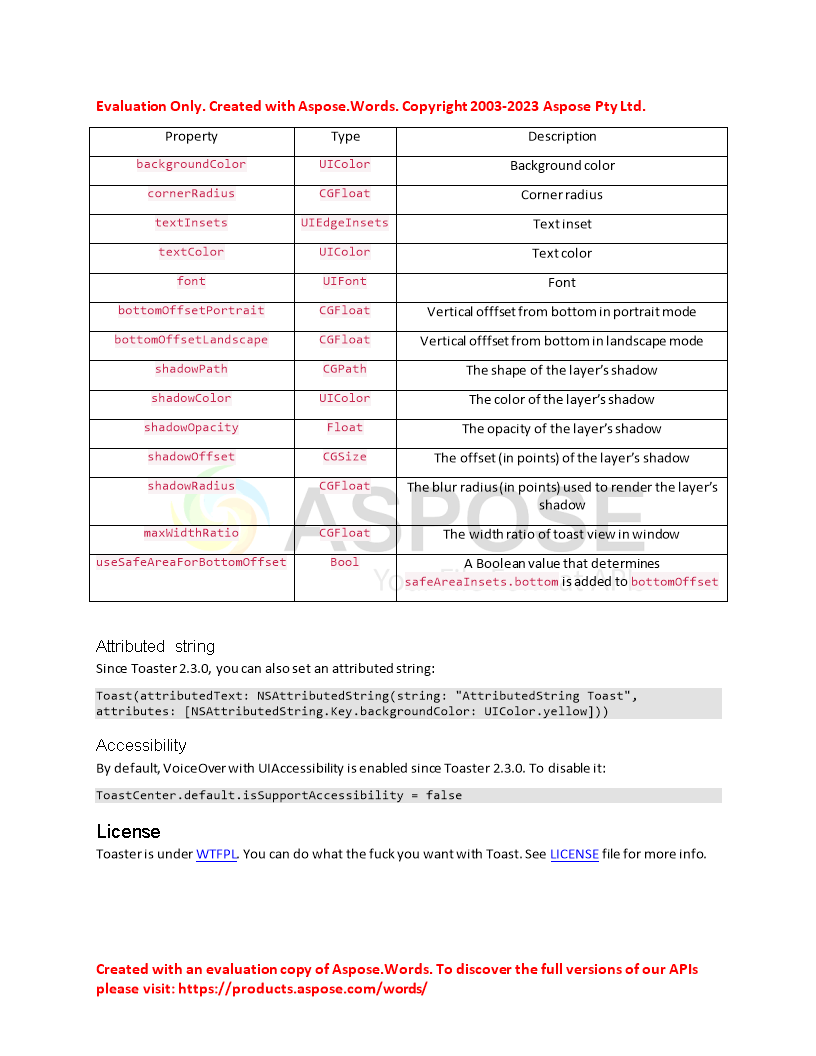 Evaluation Only. Created with Aspose.Words. Copyright 2003-2023 Aspose Pty Ltd.
Property Type Description
backgroundColor UIColor Background color
cornerRadius CGFloat Corner radius
textInsets UIEdgeInsets Text inset
textColor UIColor Text color
font UIFont Font
bottomOffsetPortrait CGFloat Vertical offfset from bottom in portrait mode
bottomOffsetLandscape CGFloat Vertical offfset from bottom in landscape mode
shadowPath CGPath The shape of the layer’s shadow
shadowColor UIColor The color of the layer’s shadow
shadowOpacity Float The opacity of the layer’s shadow
shadowOffset CGSize The offset (in points) of the layer’s shadow
shadowRadius CGFloat The blur radius (in points) used to render the layer’s
shadow
ASPOSE
maxWidthRatio CGFloat The width ratio of toast view in window
useSafeAreaForBottomOffset Bool A Boolean value that determines
safeAreaInsets.bottom is added to bottomOffset
Attributed string
Since Toaster 2.3.0, you can also set an attributed string:
Toast(attributedText: NSAttributedString(string: "AttributedString Toast",
attributes: [NSAttributedString.Key.backgroundColor: UIColor.yellow]))
Accessibility
By default, VoiceOver with UIAccessibility is enabled since Toaster 2.3.0. To disable it:
ToastCenter.default.isSupportAccessibility = false
License
Toaster is under WTFPL. You can do what the fuck you want with Toast. See LICENSE file for more info.
Created with an evaluation copy of Aspose.Words. To discover the full versions of our APIs
please visit: https://products.aspose.com/words/